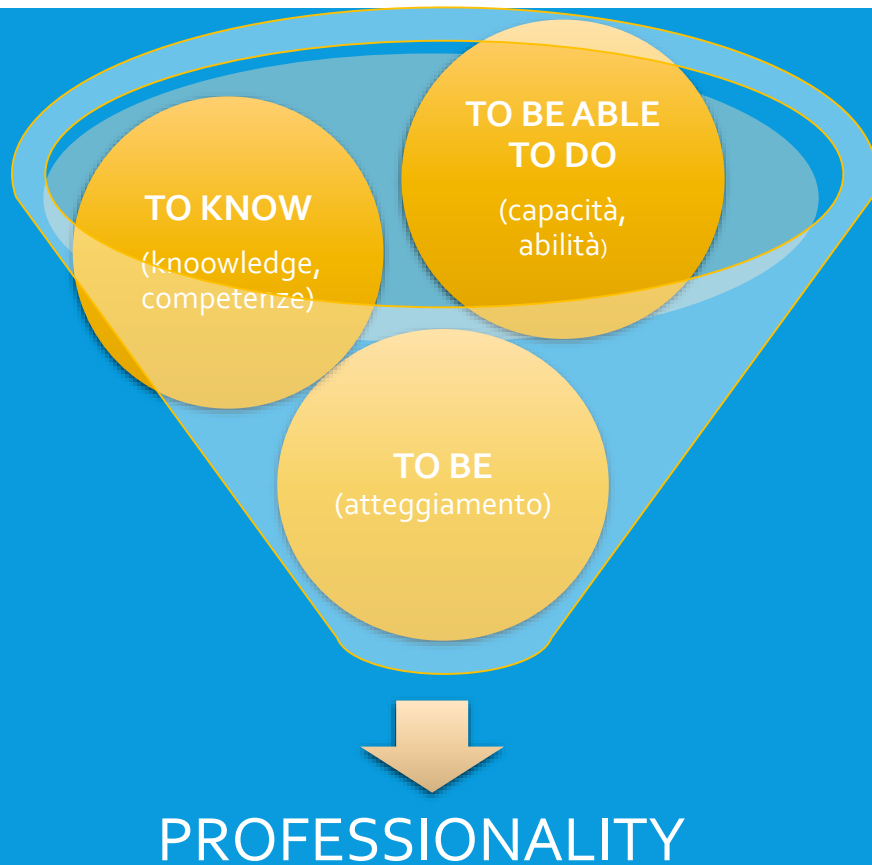 TO BE ABLE
TO DO
(capacità,
abilità)
TO KNOW
(knoowledge,
competenze)
TO BE
(atteggiamento)
PROFESSIONALITY